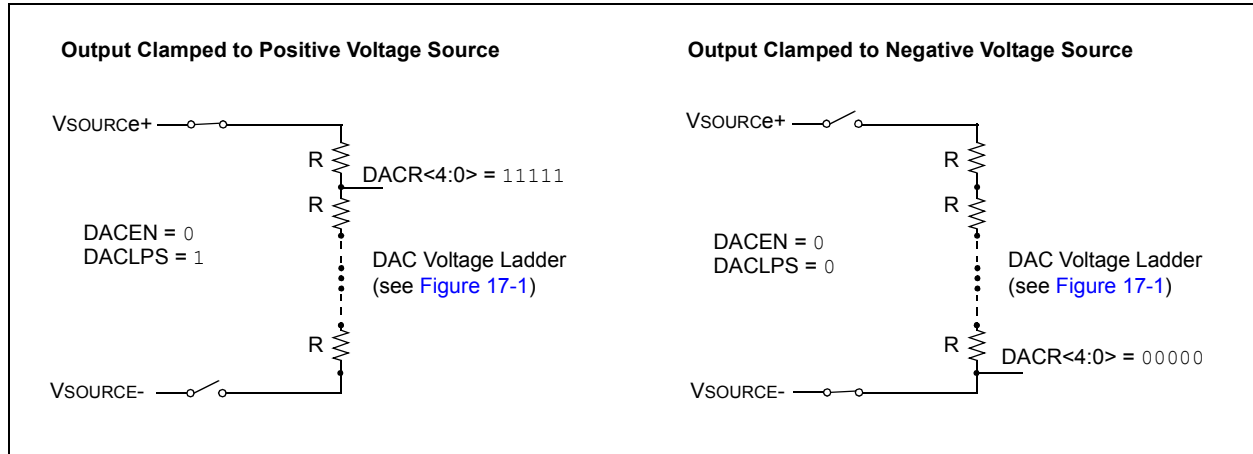 Output Clamped to Positive Voltage Source
VSOURCe+
R
DACR<4:0> = 11111
R
DACEN = 0
DACLPS = 1
DAC Voltage Ladder
(see Figure 17-1)
R
VSOURCE-
Output Clamped to Negative Voltage Source
VSOURCe+
R
R
DACEN = 0
DACLPS = 0
DAC Voltage Ladder
(see Figure 17-1)
R
DACR<4:0> = 00000
VSOURCE-